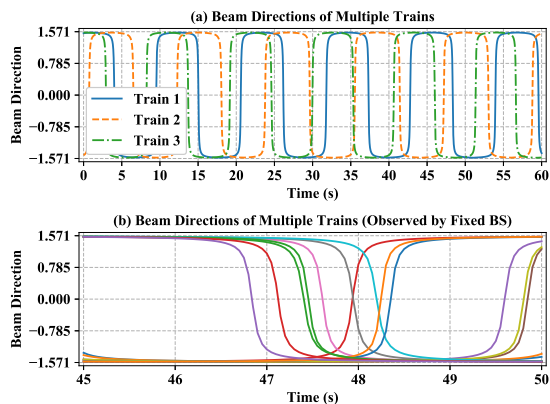 (a) Beam Directions of Multiple Trains
Beam Direction
1.571
0.785
0.000
−0.785
−1.571
Train 1
Train 2
Train 3
0 5 10 15 20 25 30 35 40 45 50 55 60
Time (s)
(b) Beam Directions of Multiple Trains (Observed by Fixed BS)
Beam Direction
1.571
0.785
0.000
−0.785
−1.571
45 46 47 48 49 50
Time (s)